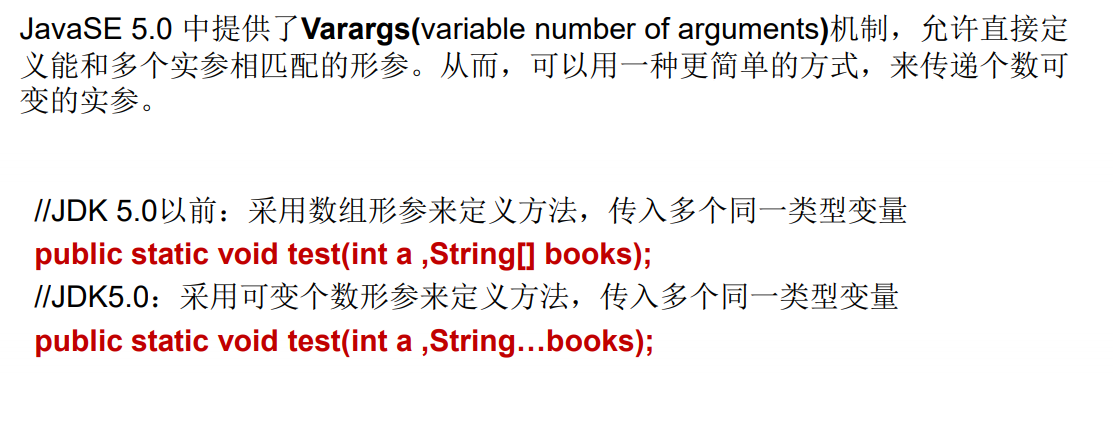 JavaSE 5.0 中提供了Varargs(variable number of arguments)机制，允许直接定
义能和多个实参相匹配的形参。从而，可以用一种更简单的方式，来传递个数可
变的实参。
//JDK 5.0以前：采用数组形参来定义方法，传入多个同一类型变量
public static void test(int a ,String[] books);
//JDK5.0：采用可变个数形参来定义方法，传入多个同一类型变量
public static void test(int a ,String…books);